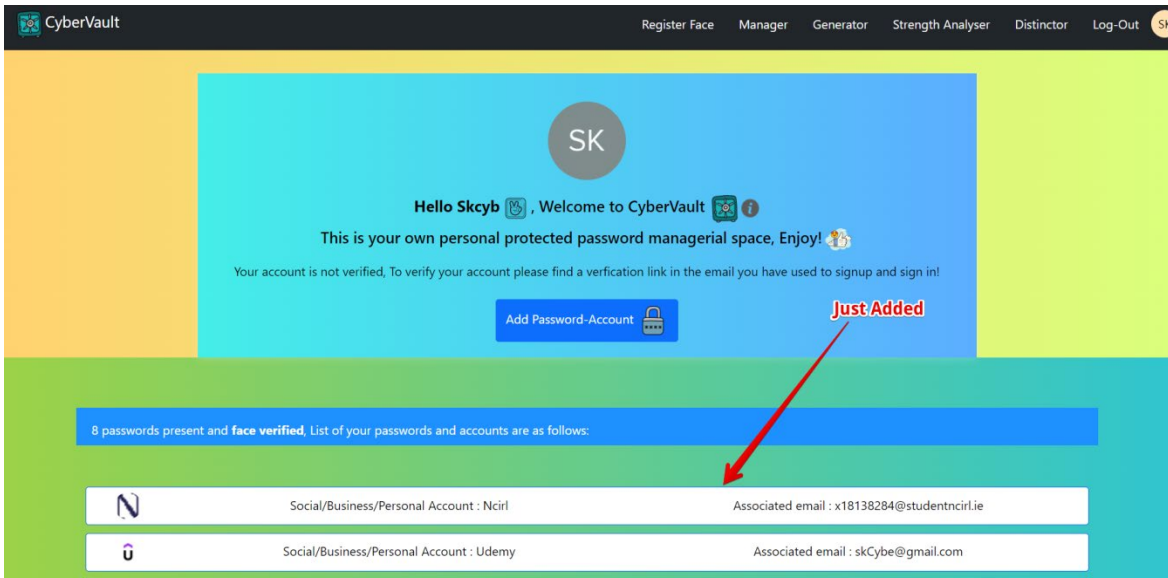 CyberVault Register Face Manager Generator Strength Analyser Distinctor Log-Out SK
SK
Hello Skcyb , Welcome to CyberVault
This is your own personal protected password managerial space, Enjoy!
Your account is not verified, To verify your account please find a verfication link in the email you have used to signup and sign in!
Add Password-Account
Just Added
8 passwords present and face verified, List of your passwords and accounts are as follows:
N Social/Business/Personal Account : Ncirl Associated email : x18138284@studentncirl.ie
û Social/Business/Personal Account : Udemy Associated email : skCybe@gmail.com